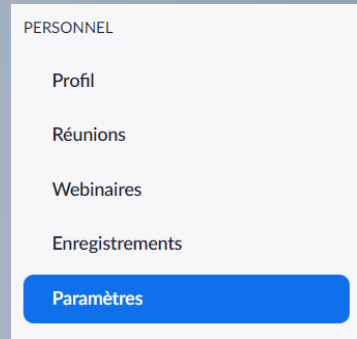 PERSONNEL
Profil
Réunions
Webinaires
Enregistrements
Paramètres